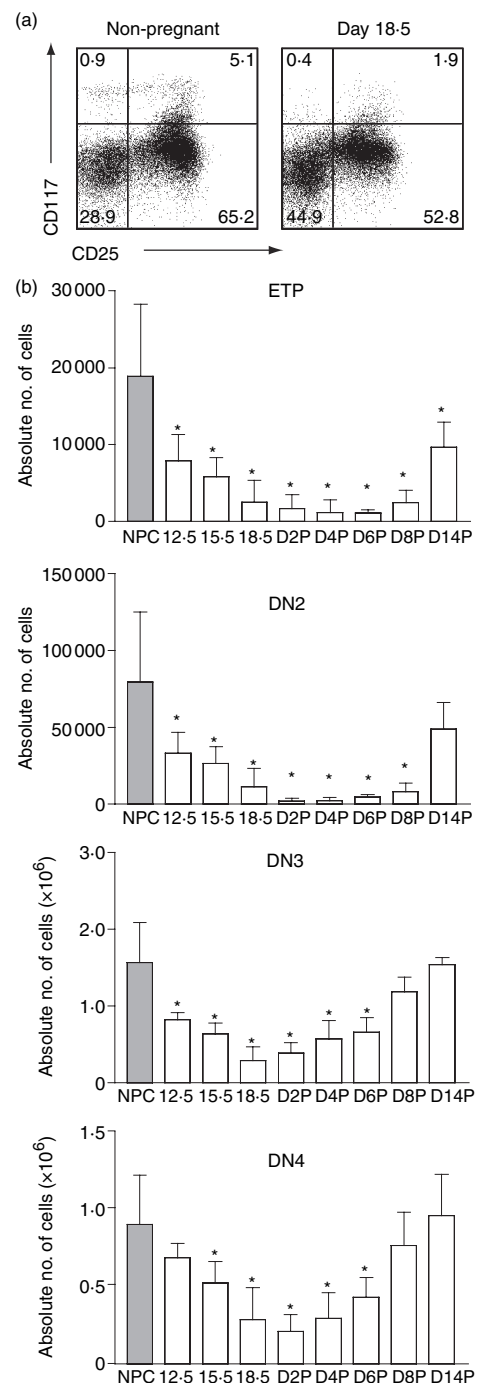 (a)
Non-pregnant Day 18·5
0·9 5·1 0·4 1·9
CD117
28·9 65·2 44·9 52·8
CD25
(b)
ETP
Absolute no. of cells
30 000
20 000
10 000
0
* * * * * * * *
NPC 12·5 15·5 18·5 D2P D4P D6P D8P D14P
DN2
Absolute no. of cells
150 000
100 000
50 000
0
* * * * * * *
NPC 12·5 15·5 18·5 D2P D4P D6P D8P D14P
DN3
Absolute no. of cells (×10⁶)
3·0
2·0
1·0
0
* * * * * *
NPC 12·5 15·5 18·5 D2P D4P D6P D8P D14P
DN4
Absolute no. of cells (×10⁶)
1·5
1·0
0·5
0
* * * * *
NPC 12·5 15·5 18·5 D2P D4P D6P D8P D14P